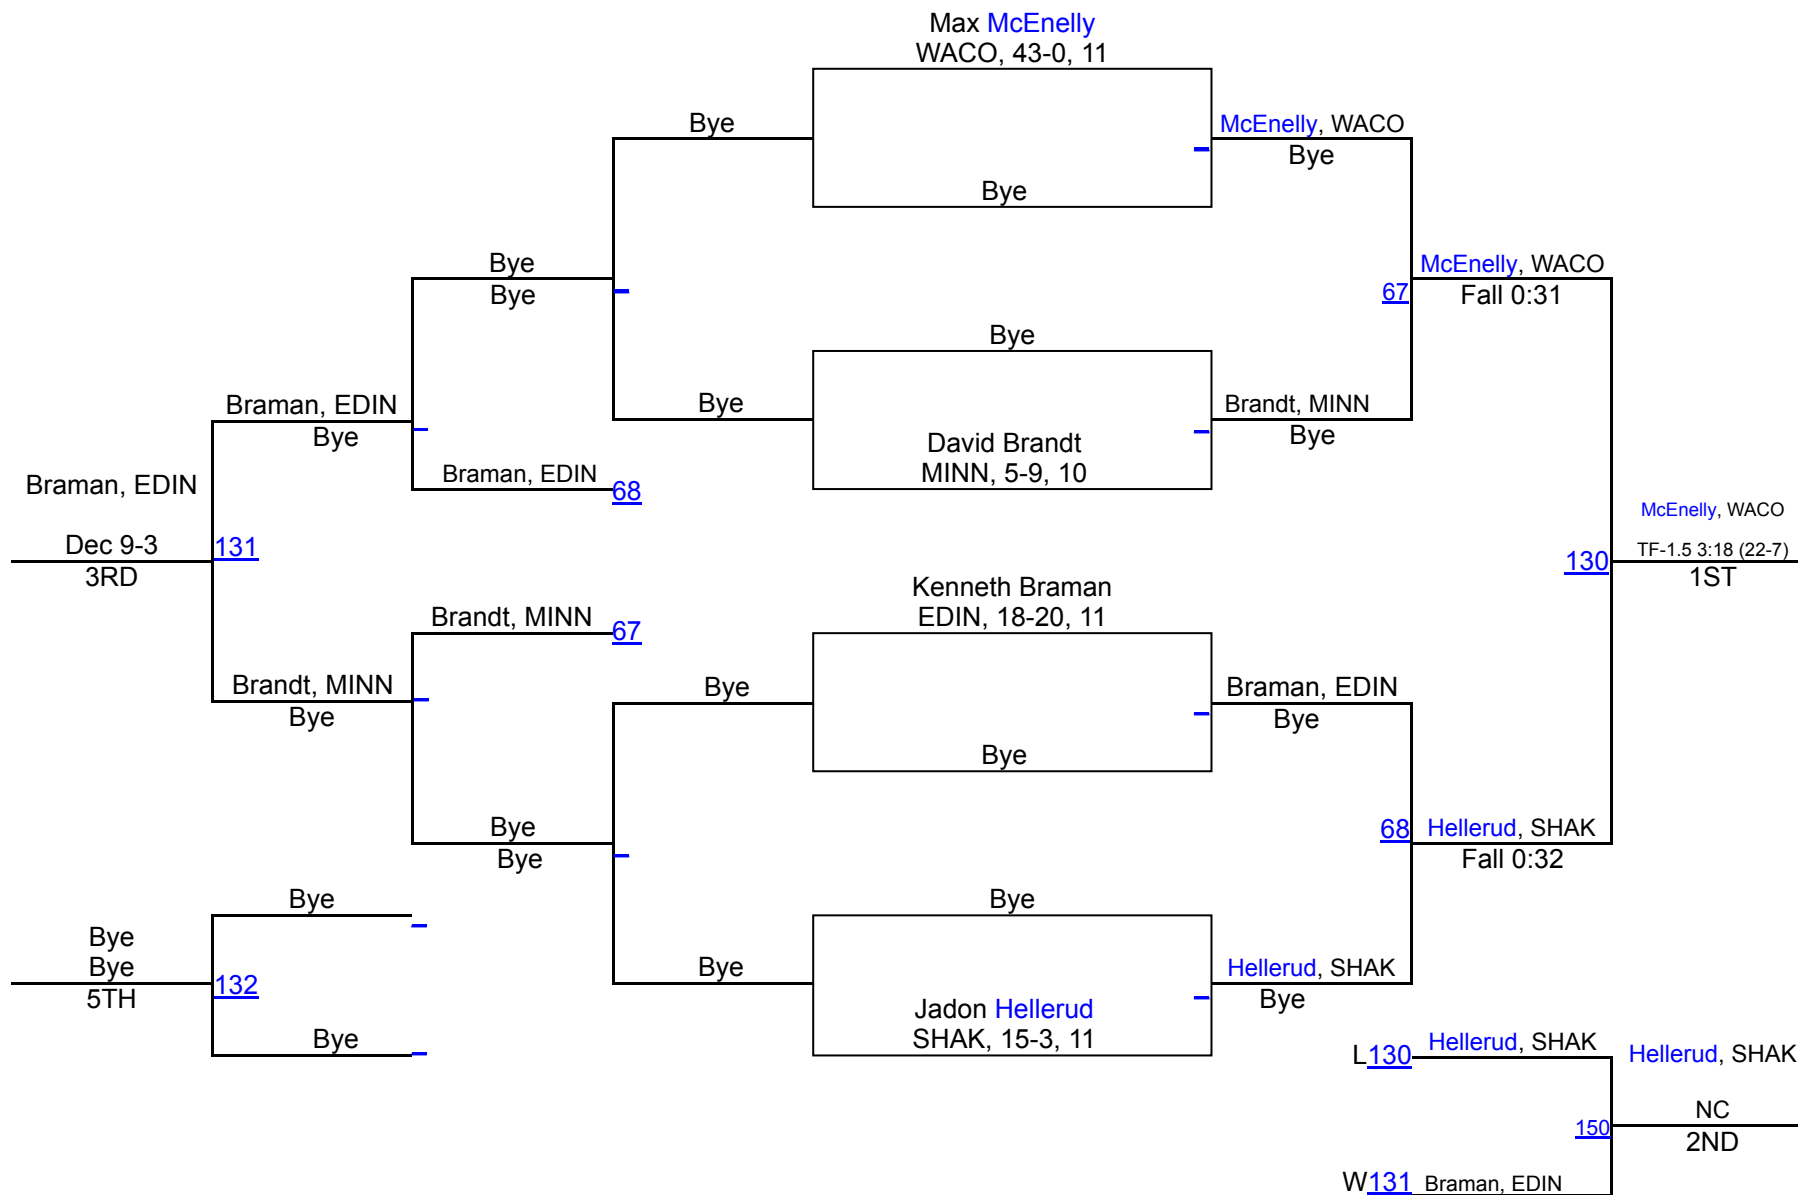 Max McEnelly
WACO, 43-0, 11
Bye
McEnelly, WACO
Bye
Bye
Bye
Bye
McEnelly, WACO
67
Fall 0:31
Bye
Braman, EDIN
Bye
Bye
Brandt, MINN
Bye
David Brandt
MINN, 5-9, 10
Braman, EDIN
68
Braman, EDIN
Dec 9-3
3RD
131
McEnelly, WACO
130
TF-1.5 3:18 (22-7)
1ST
Kenneth Braman
EDIN, 18-20, 11
Brandt, MINN
67
Brandt, MINN
Bye
Bye
Braman, EDIN
Bye
Bye
Bye
Bye
68
Hellerud, SHAK
Fall 0:32
Bye
Bye
Bye
Bye
5TH
132
Bye
Hellerud, SHAK
Bye
Jadon Hellerud
SHAK, 15-3, 11
Bye
L130
Hellerud, SHAK
Hellerud, SHAK
NC
150
2ND
W131
Braman, EDIN